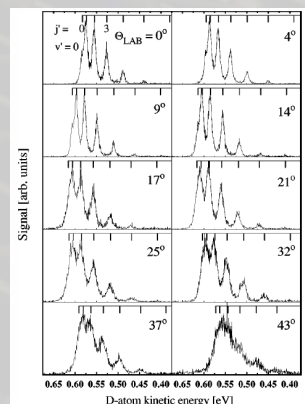 j' = 0 3 Θ_LAB = 0°
v' = 0
4°
9°
14°
17°
21°
25°
32°
37°
43°
Signal [arb. units]
0.65 0.60 0.55 0.50 0.45 0.40 0.65 0.60 0.55 0.50 0.45 0.40
D-atom kinetic energy [eV]